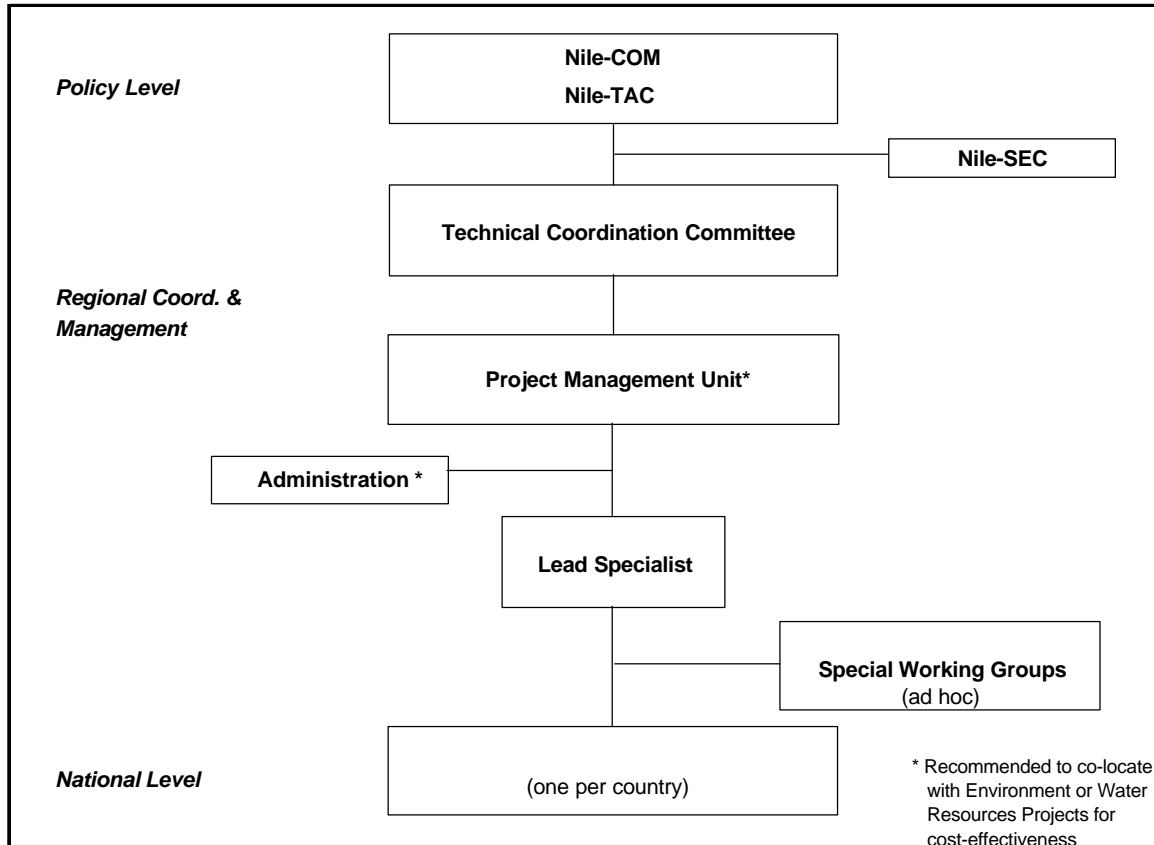 Nile-COM
Policy Level
Nile-TAC
Nile-SEC
Technical Coordination Committee
Regional Coord. &
Management
Project Management Unit*
Administration *
Lead Specialist
Special Working Groups
(ad hoc)
National Level
(one per country)
* Recommended to co-locate
with Environment or Water
Resources Projects for
cost-effectiveness